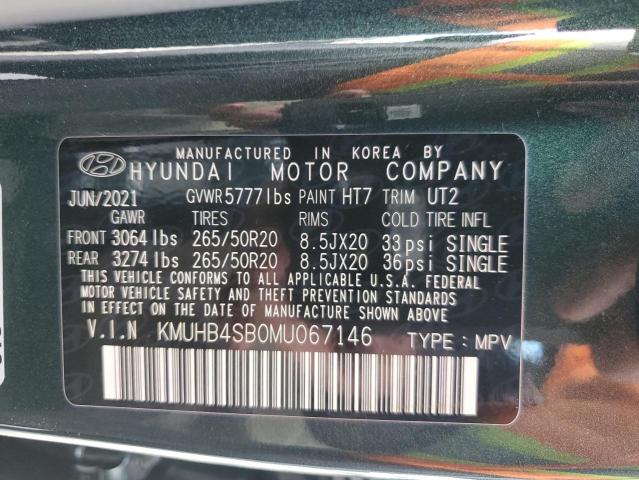 MANUFACTURED IN KOREA BY
HYUNDAI MOTOR COMPANY
JUN/2021 GVWR 5777lbs PAINT HT7 TRIM UT2
GAWR TIRES RIMS COLD TIRE INFL
FRONT 3064lbs 265/50R20 8.5JX20 33psi SINGLE
REAR 3274lbs 265/50R20 8.5JX20 36psi SINGLE
THIS VEHICLE CONFORMS TO ALL APPLICABLE U.S.A. FEDERAL
MOTOR VEHICLE SAFETY AND THEFT PREVENTION STANDARDS
IN EFFECT ON THE DATE OF MANUFACTURE SHOWN ABOVE.
V.I.N KMUHB4SB0MU067146 TYPE: MPV